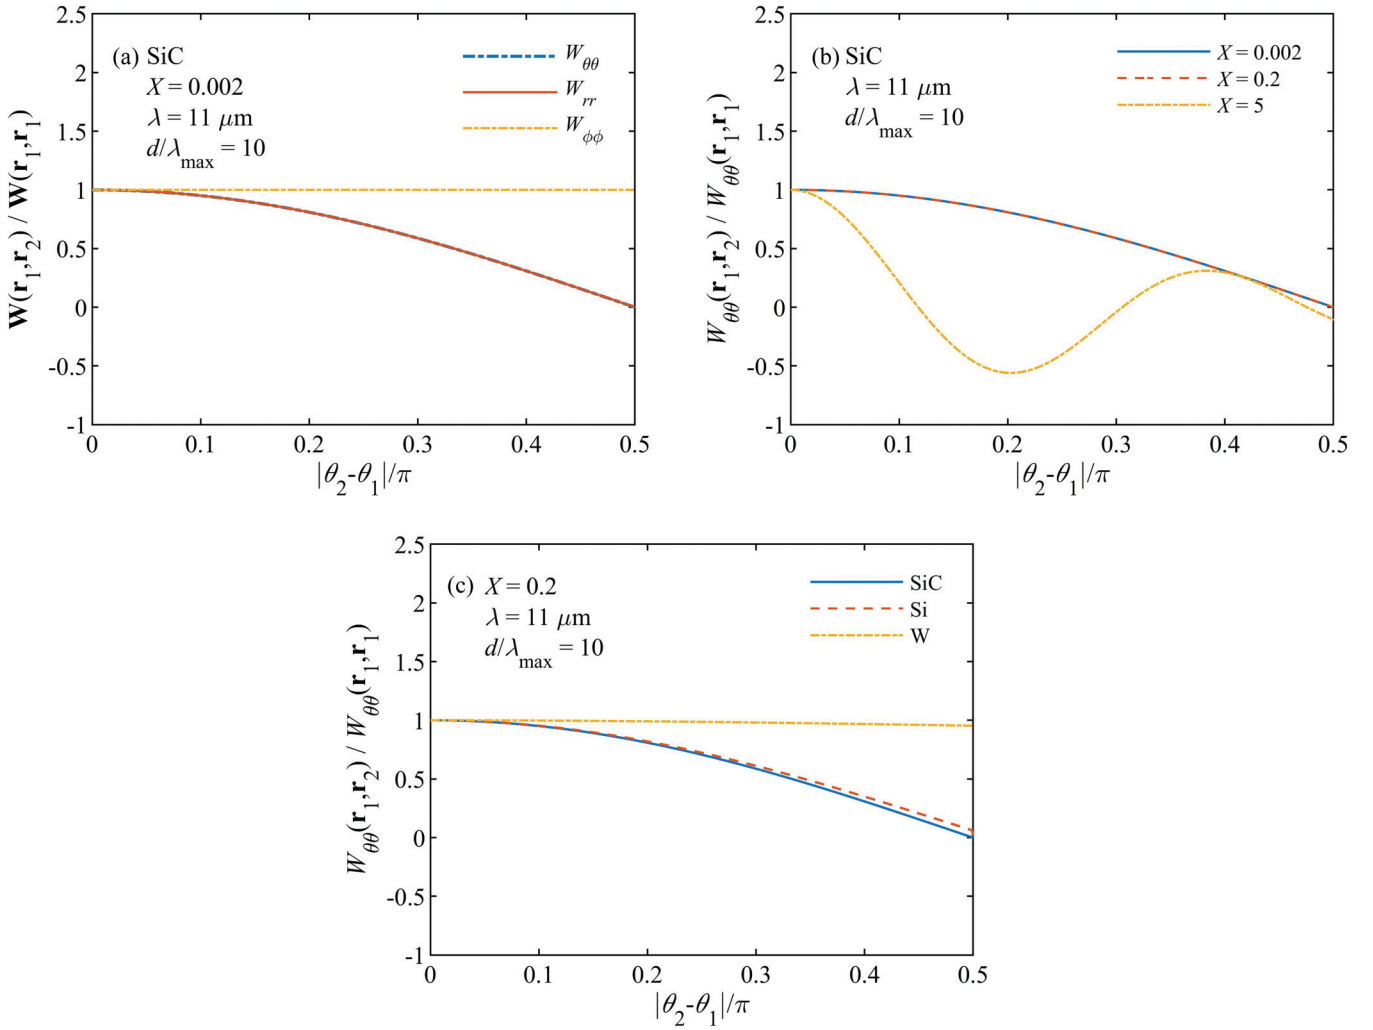 2.5
2
1.5
1
0.5
0
-0.5
-1
W(r1,r2) / W(r1,r1)
(a) SiC
X = 0.002
λ = 11 μm
d/λmax = 10
Wθθ
Wrr
Wϕϕ
0 0.1 0.2 0.3 0.4 0.5
|θ2-θ1|/π
2.5
2
1.5
1
0.5
0
-0.5
-1
Wθθ(r1,r2) / Wθθ(r1,r1)
(b) SiC
λ = 11 μm
d/λmax = 10
X = 0.002
X = 0.2
X = 5
0 0.1 0.2 0.3 0.4 0.5
|θ2-θ1|/π
2.5
2
1.5
1
0.5
0
-0.5
-1
Wθθ(r1,r2) / Wθθ(r1,r1)
(c) X = 0.2
λ = 11 μm
d/λmax = 10
SiC
Si
W
0 0.1 0.2 0.3 0.4 0.5
|θ2-θ1|/π